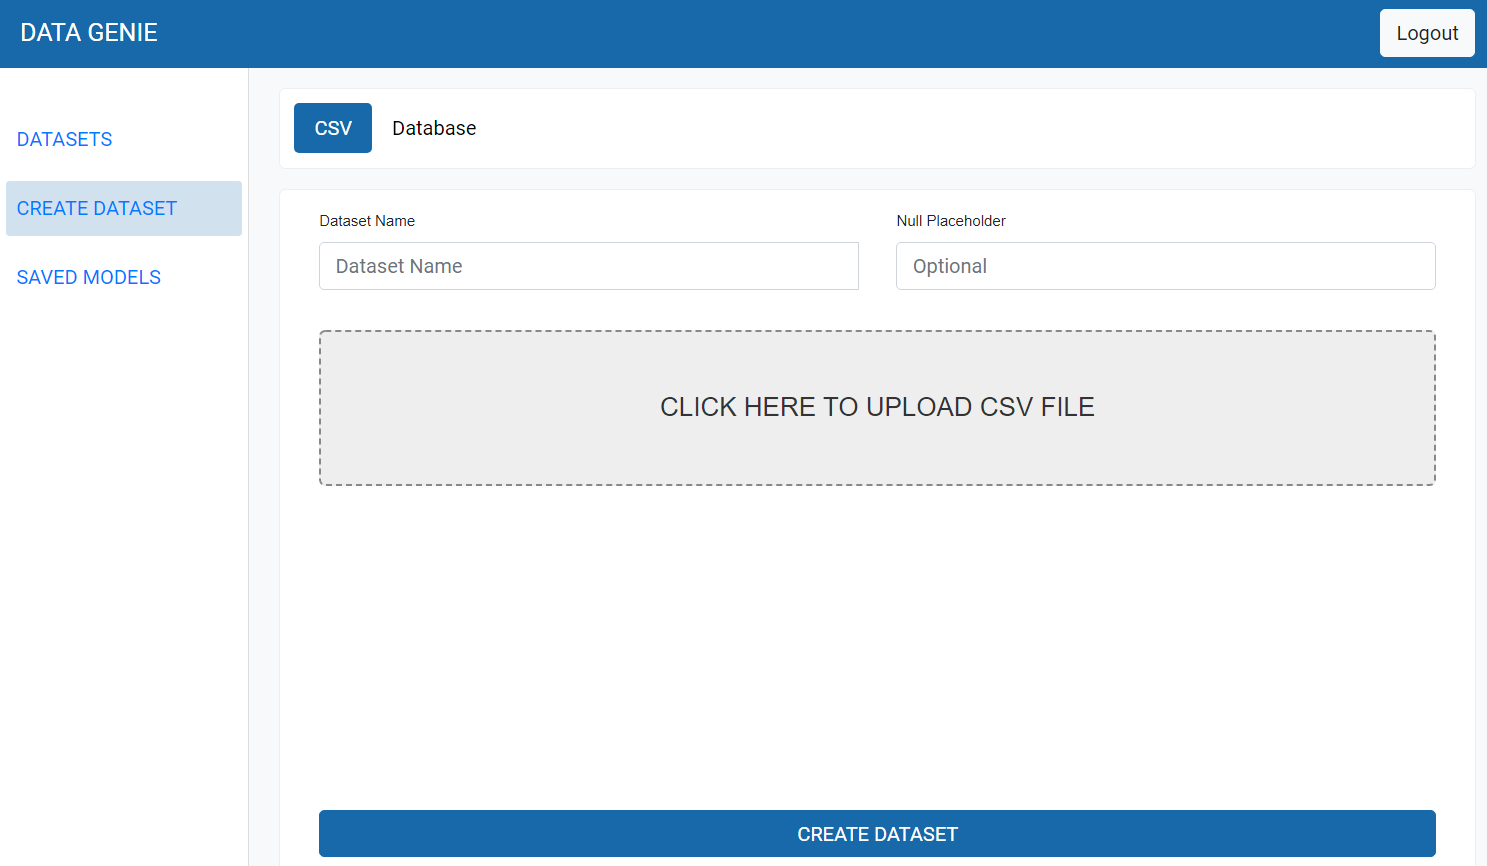 DATA GENIE
Logout
DATASETS
CREATE DATASET
SAVED MODELS
CSV
Database
Dataset Name
Null Placeholder
Dataset Name
Optional
CLICK HERE TO UPLOAD CSV FILE
CREATE DATASET